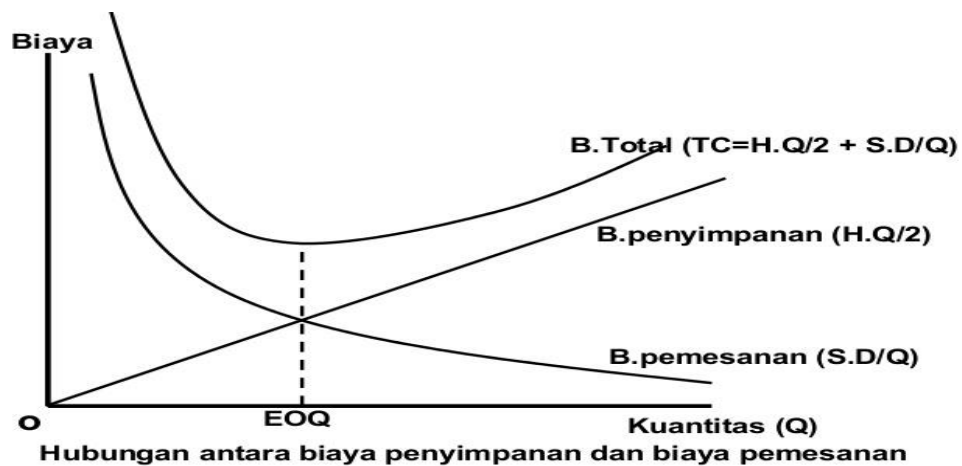 Biaya
B.Total (TC=H.Q/2 + S.D/Q)
B.penyimpanan (H.Q/2)
B.pemesanan (S.D/Q)
O
EOQ
Kuantitas (Q)
Hubungan antara biaya penyimpanan dan biaya pemesanan